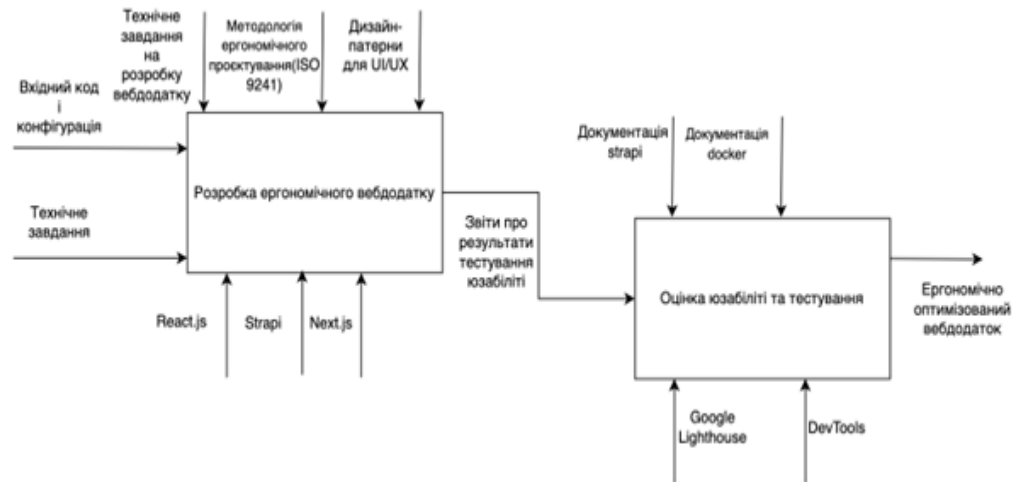 Технічне
завдання
на
розробку
вебдодатку
Методологія
ергономічного
проєктування(ISO
9241)
Дизайн-
патерни
для UI/UX
Вхідний код
і
конфігурація
Технічне
завдання
Розробка ергономічного вебдодатку
React.js
Strapi
Next.js
Звіти про
результати
тестування
юзабіліті
Документація
strapi
Документація
docker
Оцінка юзабіліті та тестування
Google
Lighthouse
DevTools
Ергономічно
оптимізований
вебдодаток